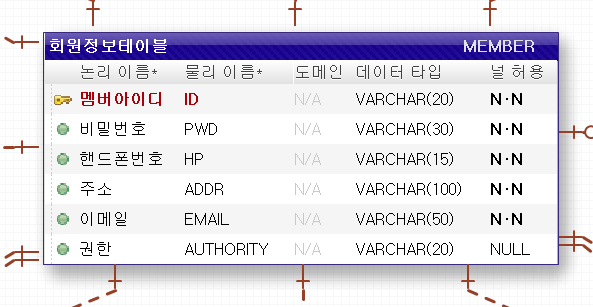 회원정보테이블 MEMBER
논리 이름* 물리 이름* 도메인 데이터 타입 널 허용
멤버아이디 ID N/A VARCHAR(20) N·N
비밀번호 PWD N/A VARCHAR(30) N·N
핸드폰번호 HP N/A VARCHAR(15) N·N
주소 ADDR N/A VARCHAR(100) N·N
이메일 EMAIL N/A VARCHAR(50) N·N
권한 AUTHORITY N/A VARCHAR(20) NULL